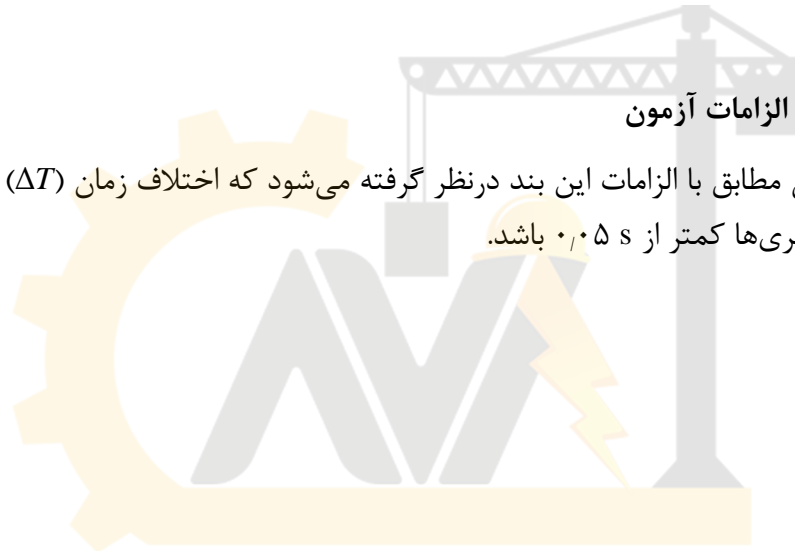 الزامات آزمون
مطابق با الزامات این بند درنظر گرفته می‌شود که اختلاف زمان (ΔT)
ری‌ها کمتر از ۰٫۰۵ s باشد.